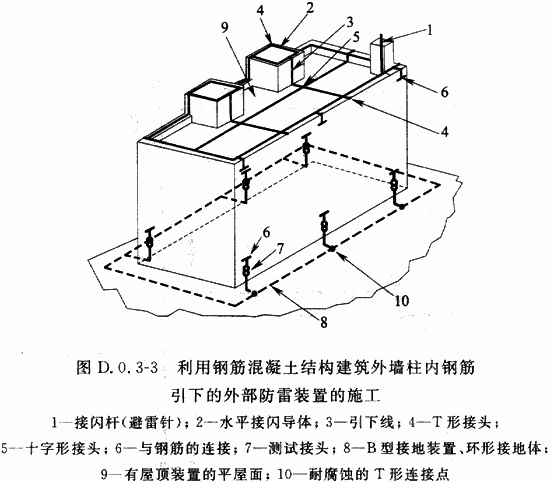 4
2
3
5
1
9
6
4
6
7
8
10
图 D.0.3-3 利用钢筋混凝土结构建筑外墙柱内钢筋
引下的外部防雷装置的施工
1—接闪杆(避雷针);2—水平接闪导体;3—引下线;4—T形接头;
5—十字形接头;6—与钢筋的连接;7—测试接头;8—B型接地装置、环形接地体;
9—有屋顶装置的平屋面;10—耐腐蚀的T形连接点